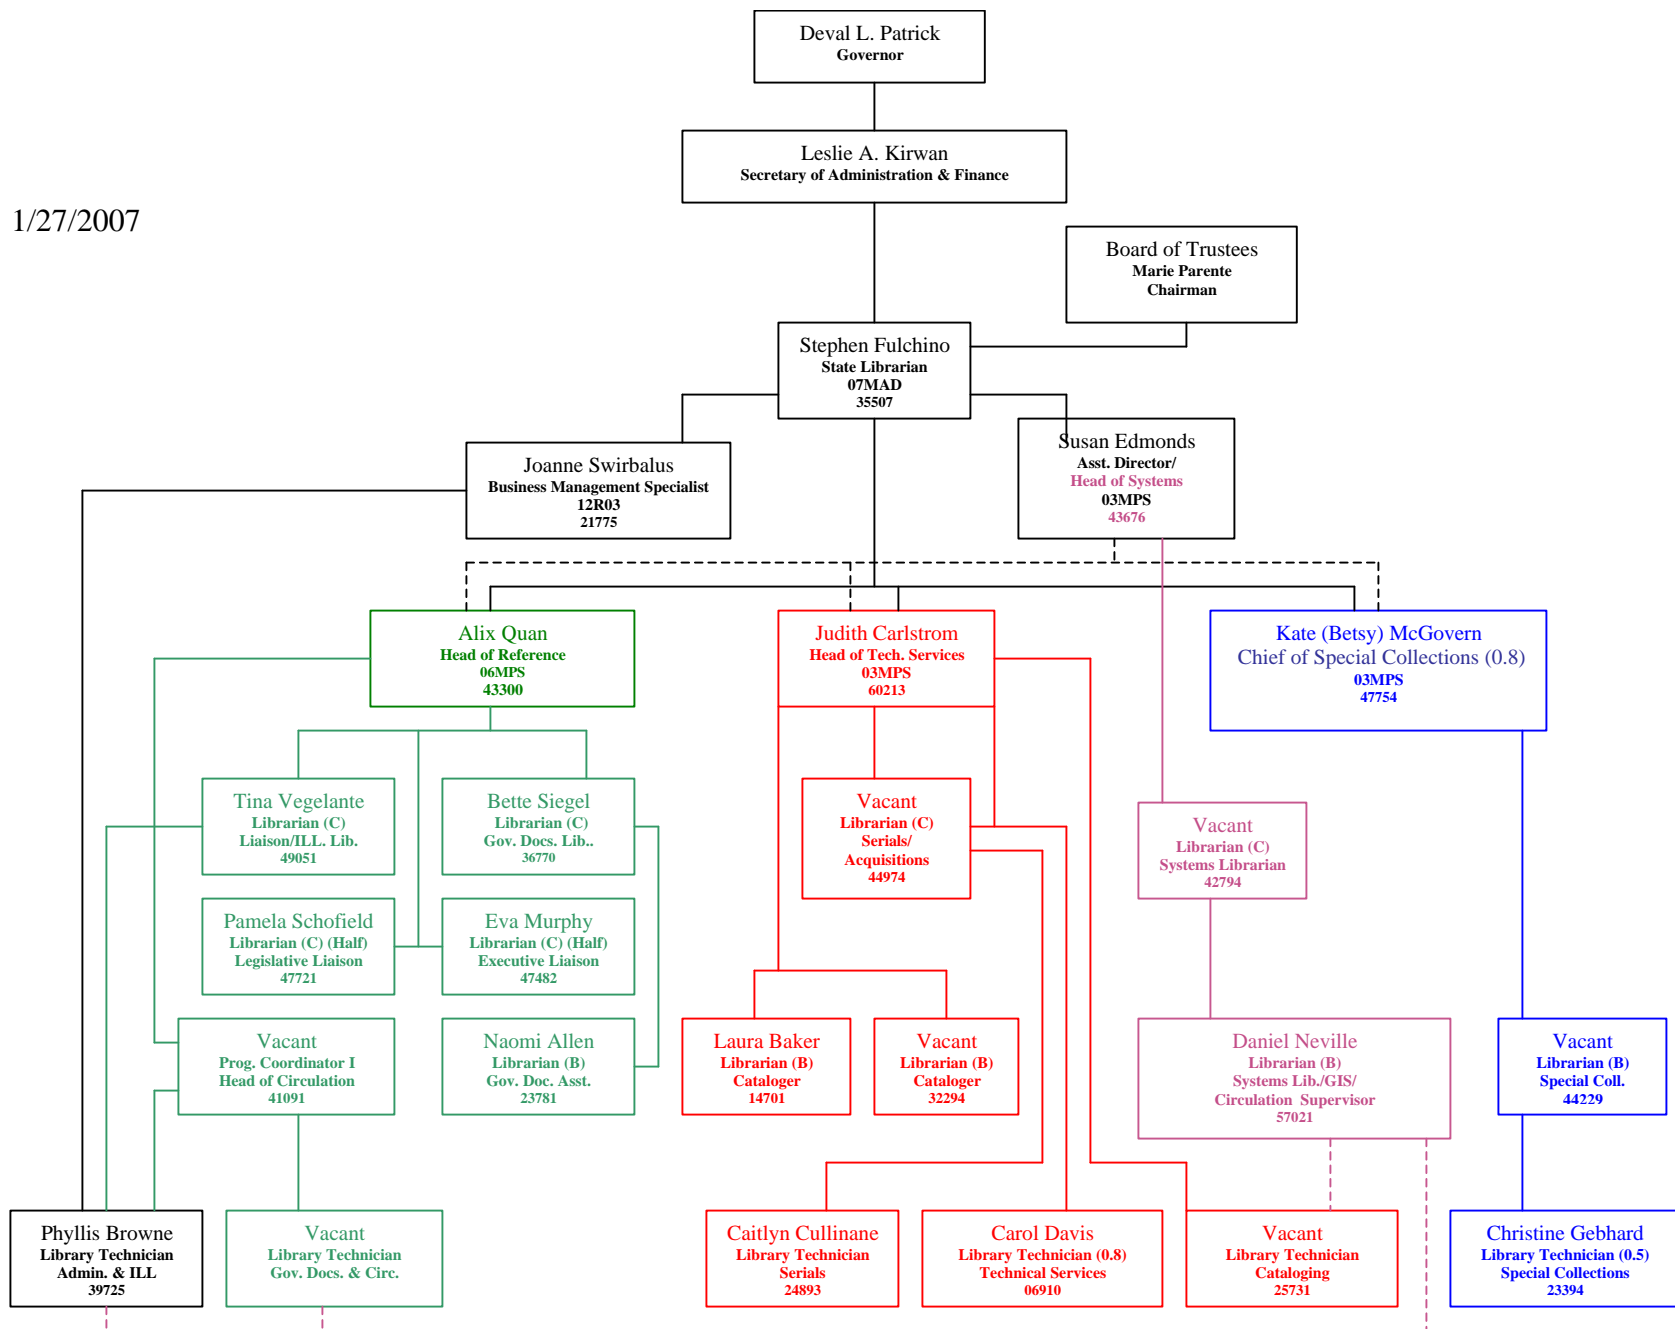 Deval L. Patrick
Governor
Leslie A. Kirwan
Secretary of Administration & Finance
1/27/2007
Board of Trustees
Marie Parente
Chairman
Stephen Fulchino
State Librarian
07MAD
35507
Joanne Swirbalus
Business Management Specialist
12R03
21775
Susan Edmonds
Asst. Director/
Head of Systems
03MPS
43676
Alix Quan
Head of Reference
06MPS
43300
Judith Carlstrom
Head of Tech. Services
03MPS
60213
Kate (Betsy) McGovern
Chief of Special Collections (0.8)
03MPS
47754
Tina Vegelante
Librarian (C)
Liaison/ILL. Lib.
49051
Bette Siegel
Librarian (C)
Gov. Docs. Lib..
36770
Vacant
Librarian (C)
Serials/
Acquisitions
44974
Vacant
Librarian (C)
Systems Librarian
42794
Pamela Schofield
Librarian (C) (Half)
Legislative Liaison
47721
Eva Murphy
Librarian (C) (Half)
Executive Liaison
47482
Vacant
Prog. Coordinator I
Head of Circulation
41091
Naomi Allen
Librarian (B)
Gov. Doc. Asst.
23781
Laura Baker
Librarian (B)
Cataloger
14701
Vacant
Librarian (B)
Cataloger
32294
Daniel Neville
Librarian (B)
Systems Lib./GIS/
Circulation Supervisor
57021
Vacant
Librarian (B)
Special Coll.
44229
Phyllis Browne
Library Technician
Admin. & ILL
39725
Vacant
Library Technician
Gov. Docs. & Circ.
Caitlyn Cullinane
Library Technician
Serials
24893
Carol Davis
Library Technician (0.8)
Technical Services
06910
Vacant
Library Technician
Cataloging
25731
Christine Gebhard
Library Technician (0.5)
Special Collections
23394